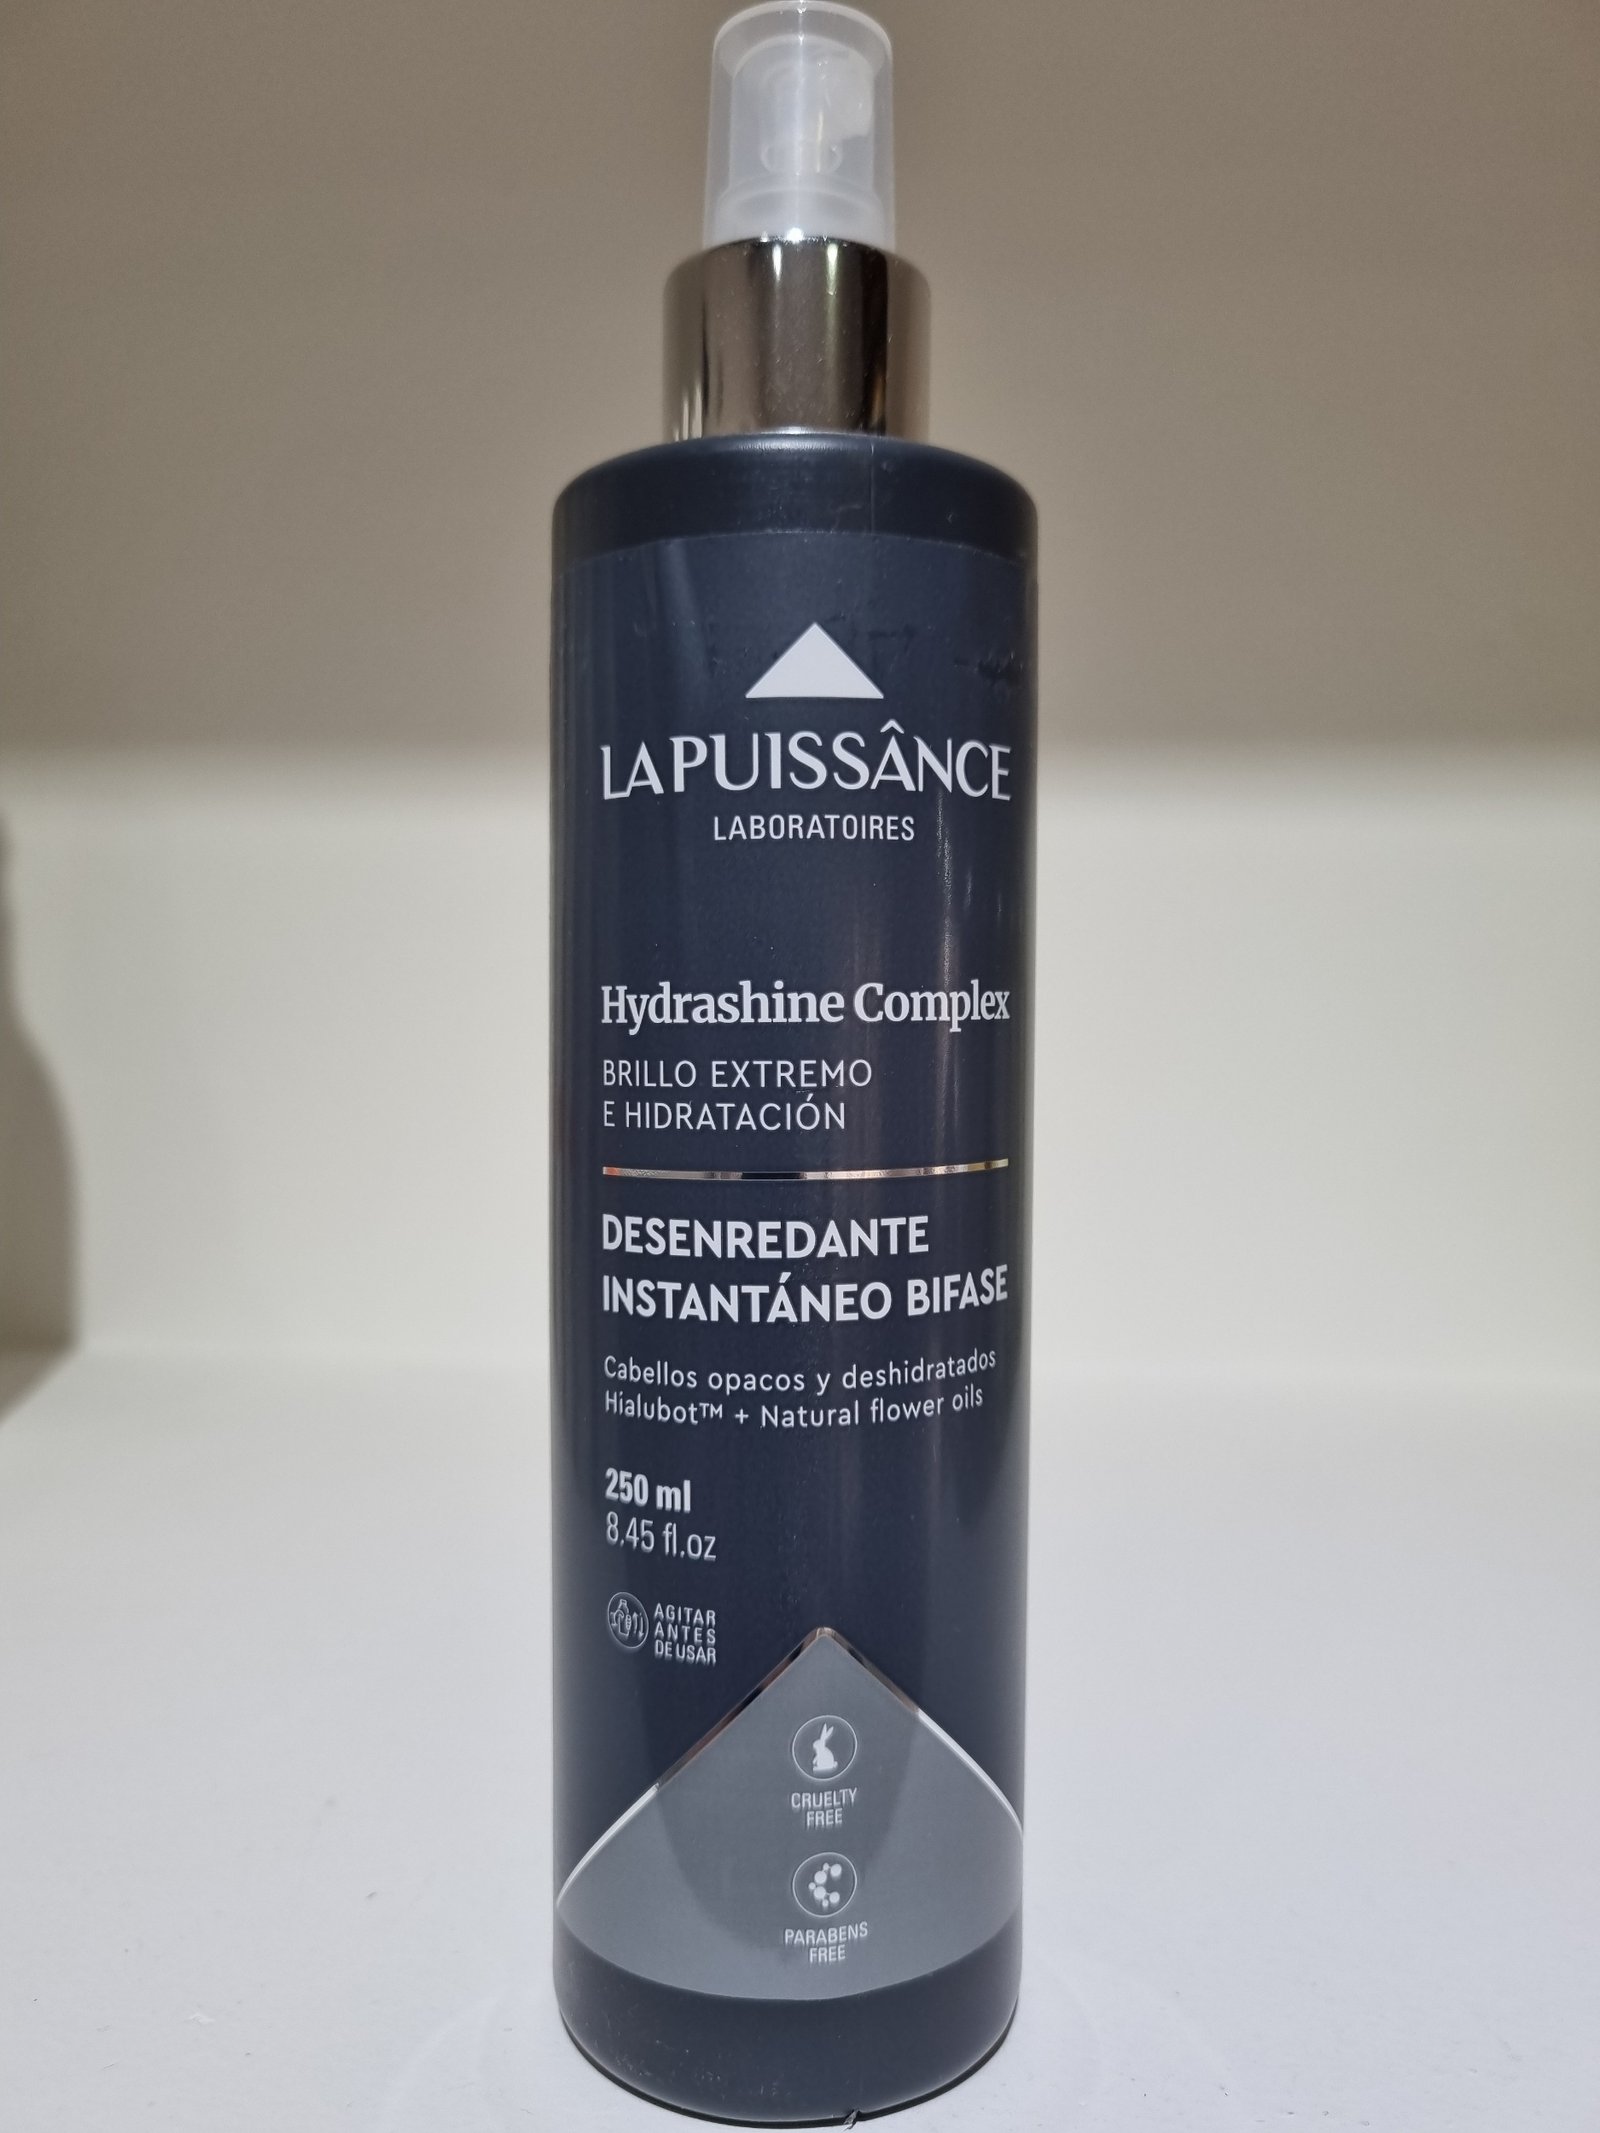 LAPUISSÂNCE
LABORATOIRES
Hydrashine Complex
BRILLO EXTREMO
E HIDRATACIÓN
DESENREDANTE
INSTANTÁNEO BIFASE
Cabellos opacos y deshidratados
Hialubot™ + Natural flower oils
250 ml
8.45 fl.oz
AGITAR
ANTES
DE USAR
CRUELTY
FREE
PARABENS
FREE